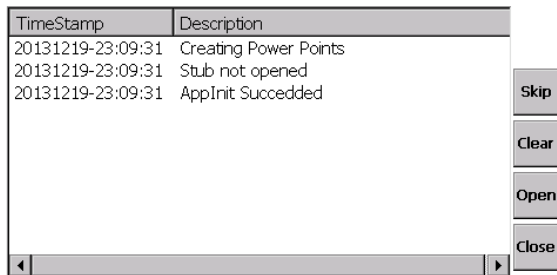 TimeStamp Description
20131219-23:09:31 Creating Power Points
20131219-23:09:31 Stub not opened
20131219-23:09:31 AppInit Succedded
Skip
Clear
Open
Close